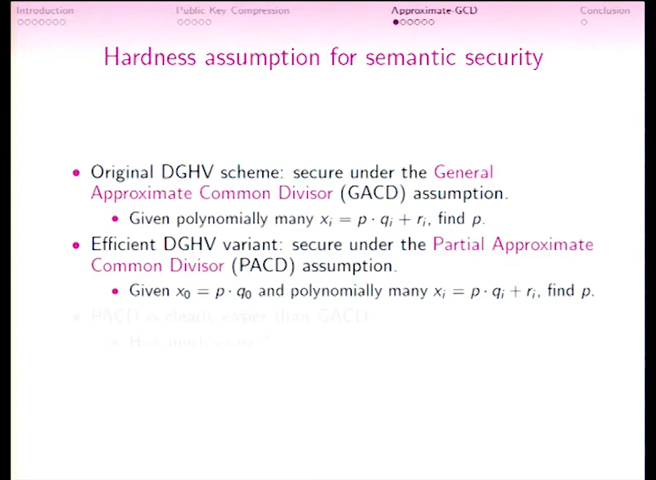 Introduction
Public Key Compression
Approximate-GCD
Conclusion
Hardness assumption for semantic security
• Original DGHV scheme: secure under the General
Approximate Common Divisor (GACD) assumption.
• Given polynomially many xᵢ = p · qᵢ + rᵢ, find p.
• Efficient DGHV variant: secure under the Partial Approximate
Common Divisor (PACD) assumption.
• Given x₀ = p · q₀ and polynomially many xᵢ = p · qᵢ + rᵢ, find p.
• PACD is clearly easier than GACD
• How much easier ?